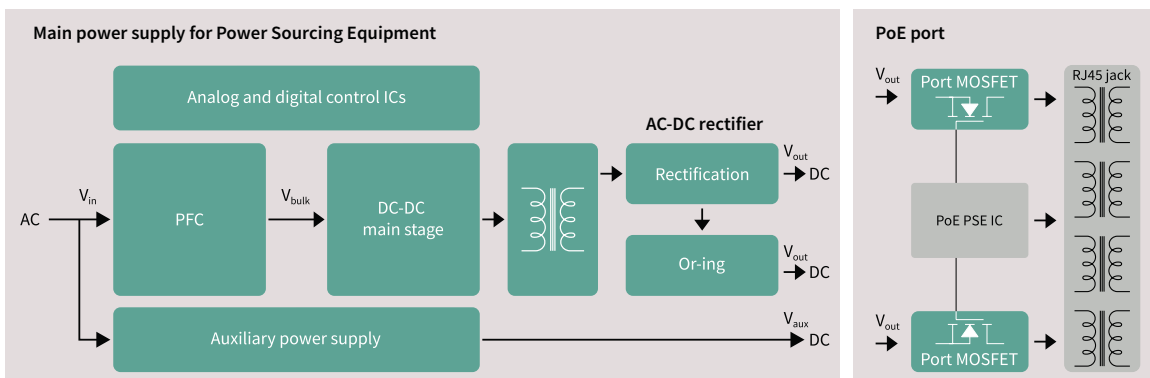 Main power supply for Power Sourcing Equipment
Analog and digital control ICs
AC-DC rectifier
AC
Vin
PFC
Vbulk
DC-DC
main stage
Rectification
Vout
DC
Or-ing
Vout
DC
Auxiliary power supply
Vaux
DC
PoE port
Vout
Port MOSFET
RJ45 jack
PoE PSE IC
Vout
Port MOSFET